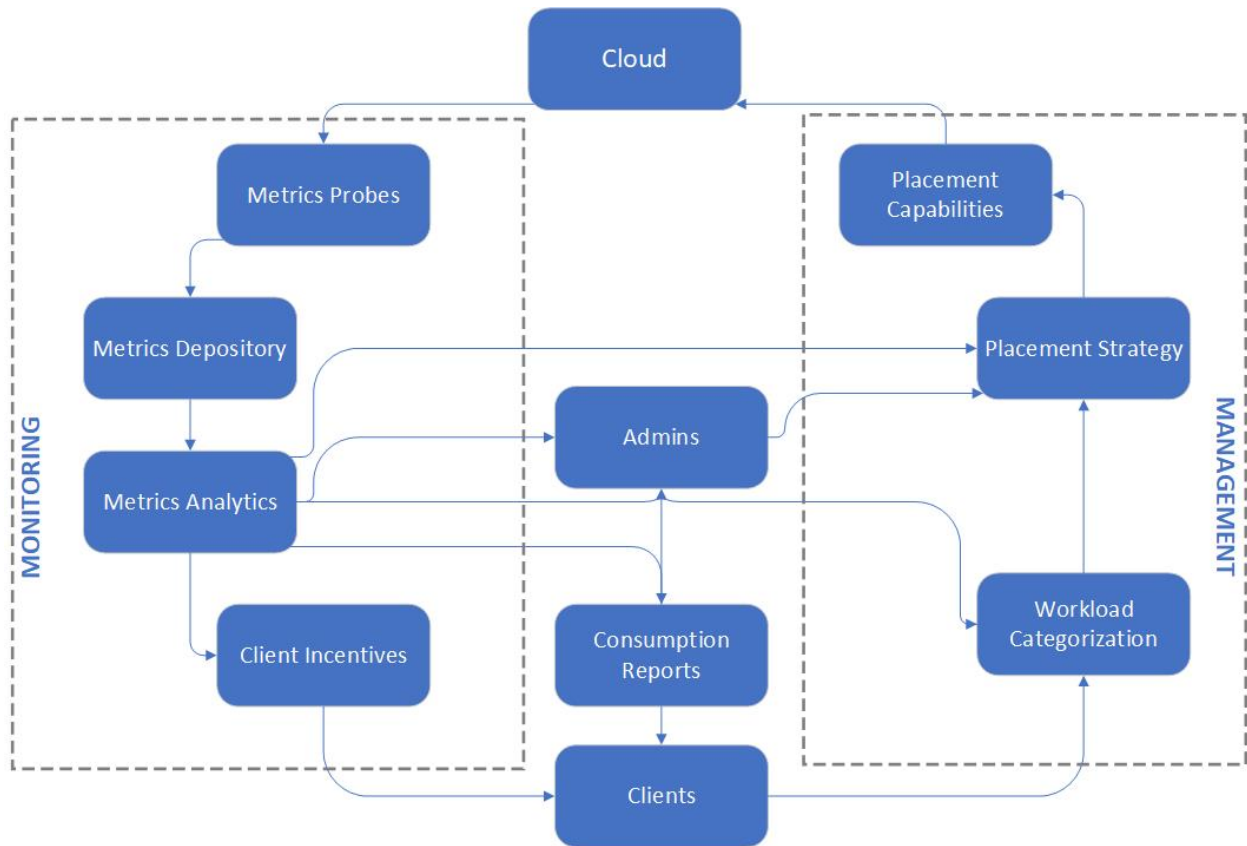 Cloud
Metrics Probes
Placement
Capabilities
Metrics Depository
Placement Strategy
Admins
Metrics Analytics
MONITORING
MANAGEMENT
Client Incentives
Consumption
Reports
Workload
Categorization
Clients